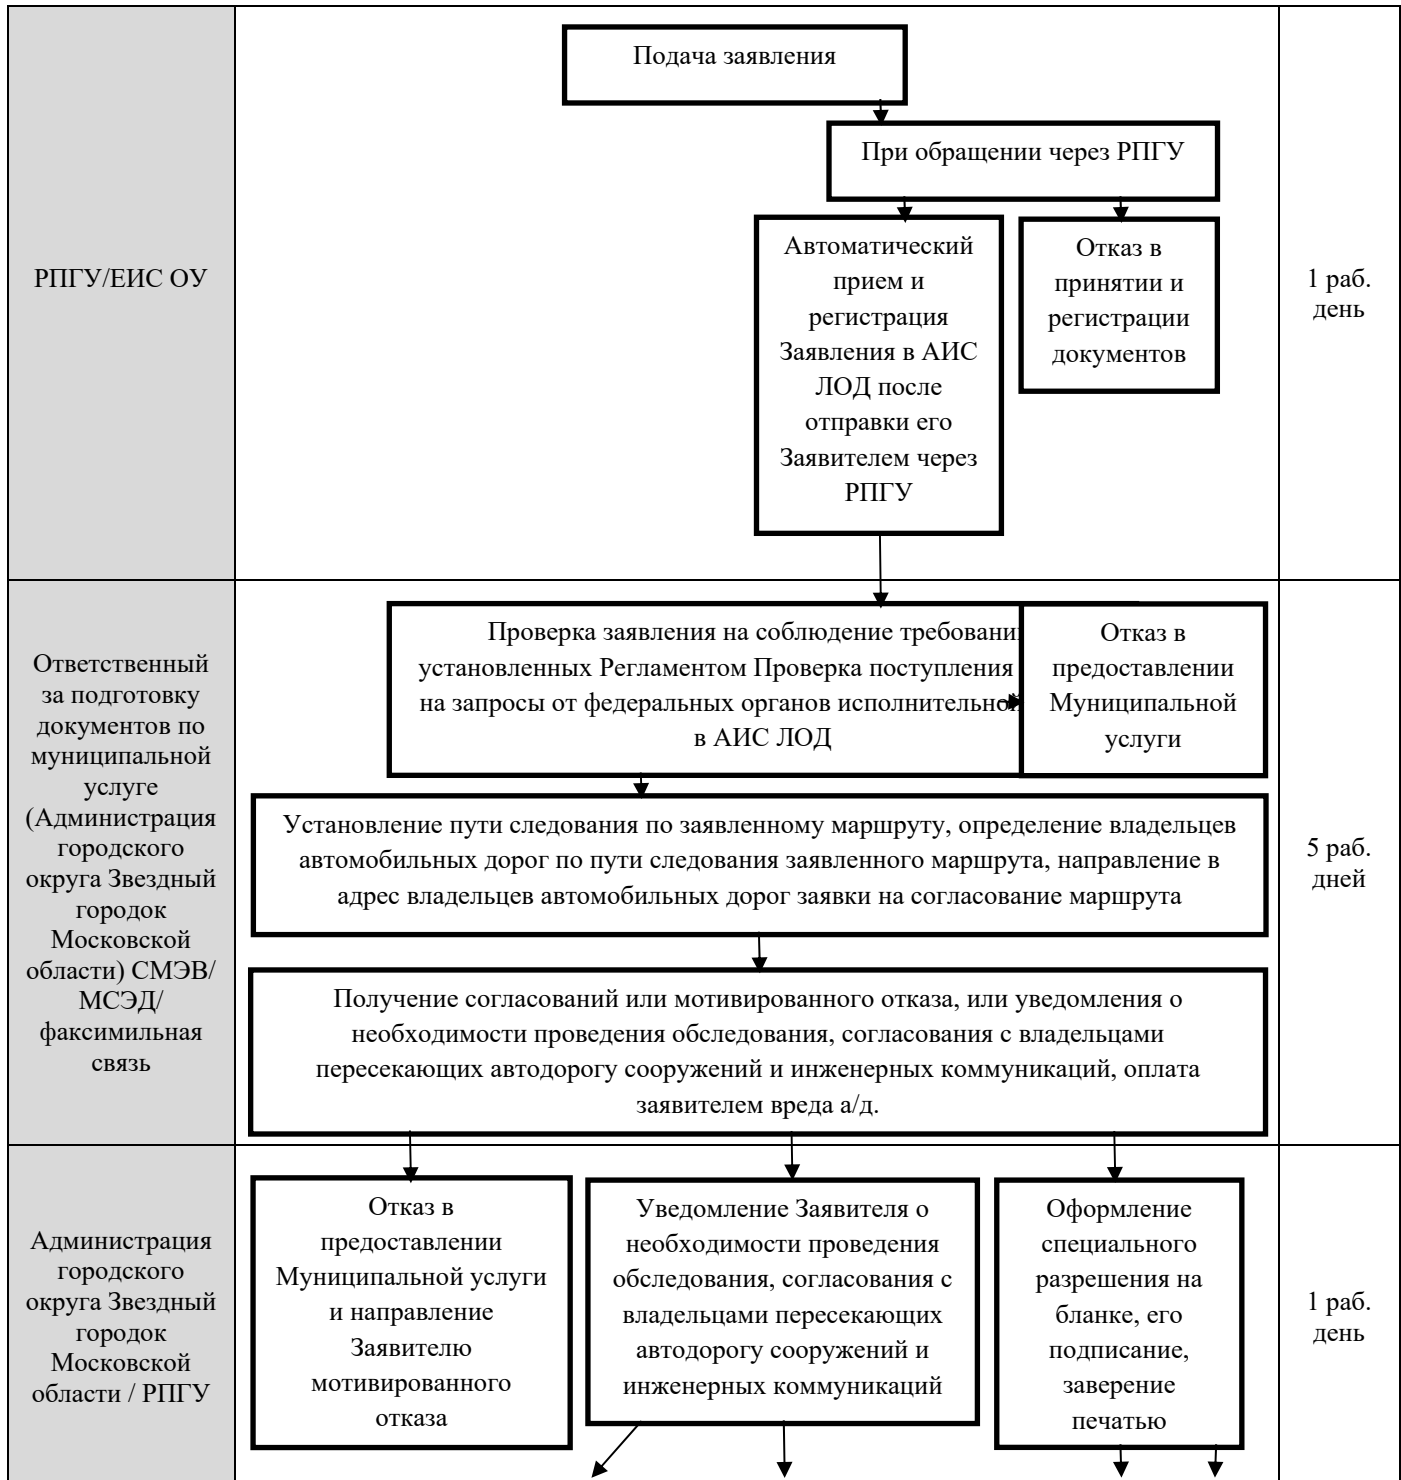 РПГУ/ЕИС ОУ
Подача заявления
При обращении через РПГУ
Автоматический
прием и
регистрация
Заявления в АИС
ЛОД после
отправки его
Заявителем через
РПГУ
Отказ в
принятии и
регистрации
документов
1 раб.
день
Ответственный
за подготовку
документов по
муниципальной
услуге
(Администрация
городского
округа Звездный
городок
Московской
области) СМЭВ/
МСЭД/
факсимильная
связь
Проверка заявления на соблюдение требовани
установленных Регламентом Проверка поступления
на запросы от федеральных органов исполнительной
в АИС ЛОД
Отказ в
предоставлении
Муниципальной
услуги
Установление пути следования по заявленному маршруту, определение владельцев
автомобильных дорог по пути следования заявленного маршрута, направление в
адрес владельцев автомобильных дорог заявки на согласование маршрута
Получение согласований или мотивированного отказа, или уведомления о
необходимости проведения обследования, согласования с владельцами
пересекающих автодорогу сооружений и инженерных коммуникаций, оплата
заявителем вреда а/д.
5 раб.
дней
Администрация
городского
округа Звездный
городок
Московской
области / РПГУ
Отказ в
предоставлении
Муниципальной услуги
и направление
Заявителю
мотивированного
отказа
Уведомление Заявителя о
необходимости проведения
обследования, согласования с
владельцами пересекающих
автодорогу сооружений и
инженерных коммуникаций
Оформление
специального
разрешения на
бланке, его
подписание,
заверение
печатью
1 раб.
день